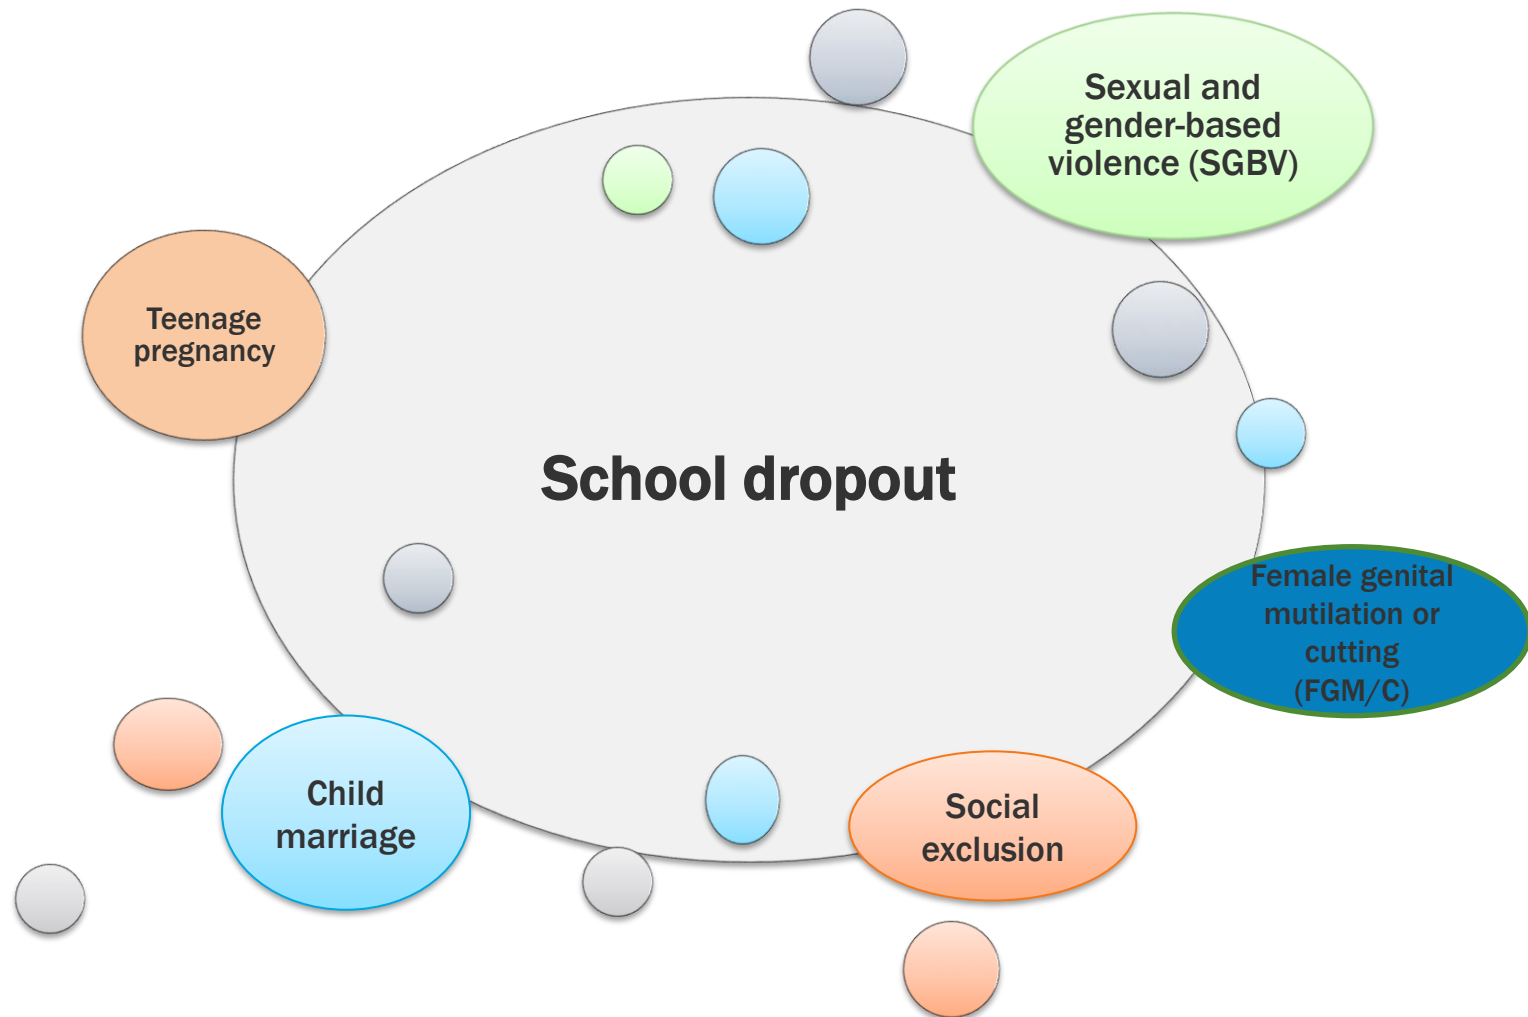 Sexual and
gender-based
violence (SGBV)
Teenage
pregnancy
School dropout
Female genital
mutilation or
cutting
(FGM/C)
Child
marriage
Social
exclusion